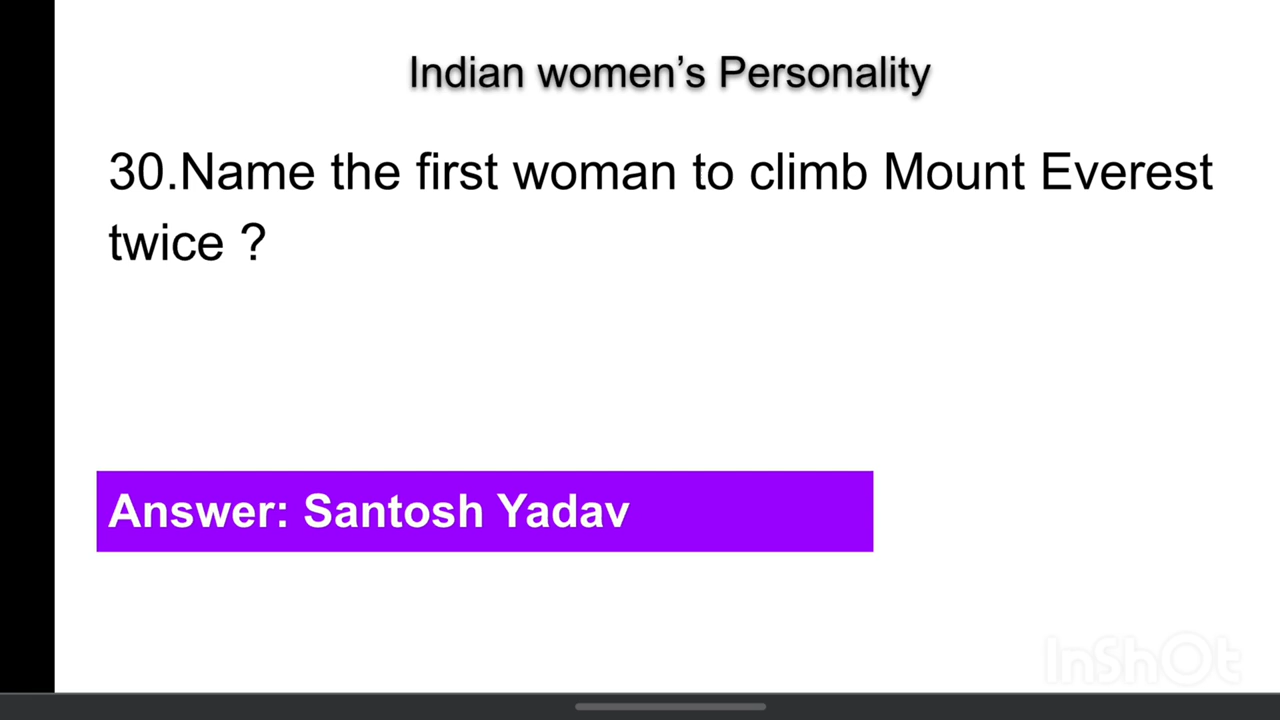 Indian women’s Personality
30.Name the first woman to climb Mount Everest
twice ?
Answer: Santosh Yadav
InShOt